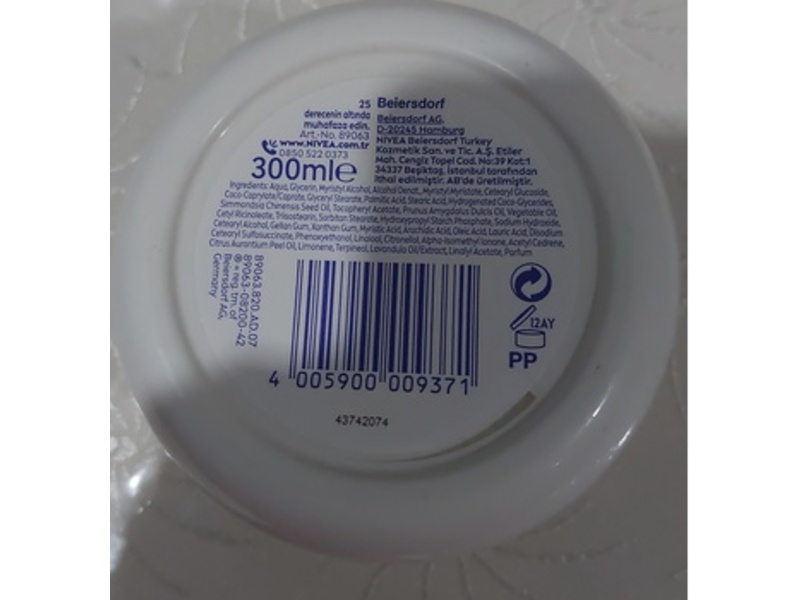 25
derecenin altında
muhafaza edin.
Art.-No. 89063
www.NIVEA.com.tr
0850 522 0373
300ml e
Beiersdorf
Beiersdorf AG,
D-20245 Hamburg
NIVEA Beiersdorf Turkey
Kozmetik San. ve Tic. A.Ş. Etiler
Mah. Cengiz Topel Cad. No:39 Kat:1
34337 Beşiktaş, İstanbul tarafından
ithal edilmiştir. AB'de Üretilmiştir.
Ingredients: Aqua, Glycerin, Myristyl Alcohol, Alcohol Denat., Myristyl Myristate, Cetearyl Glucoside,
Coco-Caprylate/Caprate, Glyceryl Stearate, Palmitic Acid, Stearic Acid, Hydrogenated Coco-Glycerides,
Simmondsia Chinensis Seed Oil, Tocopheryl Acetate, Prunus Amygdalus Dulcis Oil, Vegetable Oil,
Cetyl Ricinoleate, Triisostearin, Sorbitan Stearate, Hydroxypropyl Starch Phosphate, Sodium Hydroxide,
Cetearyl Alcohol, Gellan Gum, Xanthan Gum, Myristic Acid, Arachidic Acid, Oleic Acid, Lauric Acid, Disodium
Cetearyl Sulfosuccinate, Phenoxyethanol, Linalool, Citronellol, Alpha-Isomethyl Ionone, Acetyl Cedrene,
Citrus Aurantium Peel Oil, Limonene, Terpineol, Lavandula Oil/Extract, Linalyl Acetate, Parfum
89063.820.AD.07
89063-08200-42
® = reg. tm. of
Beiersdorf AG,
Germany
12AY
PP
4 005900 009371
43742074